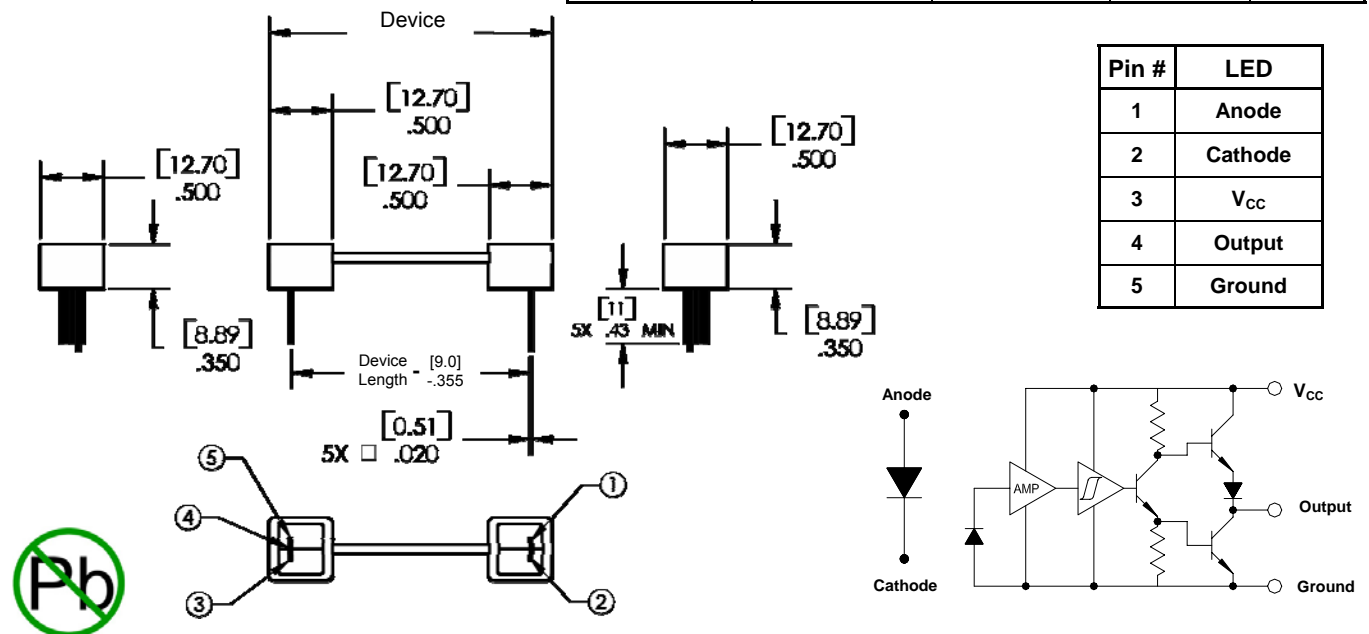 Device
[12.70]
.500
[12.70]
.500
[12.70]
.500
[12.70]
.500
[8.89]
.350
[11]
5X .43 MIN
[8.89]
.350
Device Length - [9.0] -.355
[0.51]
5X □ .020
5
4
3
1
2
Pb
Pin # LED
1 Anode
2 Cathode
3 VCC
4 Output
5 Ground
Anode
Cathode
AMP
VCC
Output
Ground